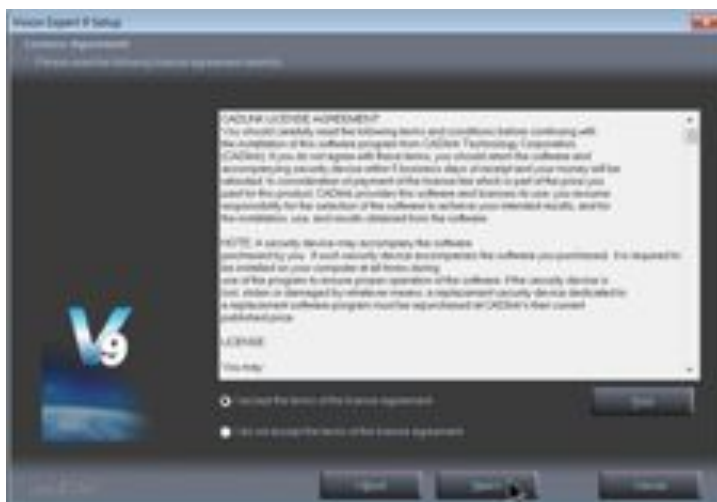 Vision Expert 9 Setup
License Agreement
Please read the following license agreement carefully.
CADLINK LICENSE AGREEMENT
You should carefully read the following terms and conditions before continuing with
the installation of this software program from CADlink Technology Corporation
(CADlink). If you do not agree with these terms, you should return the software and
accompanying security device within 5 business days of receipt and your money will be
refunded. In consideration of payment of the license fee which is part of the price you
paid for this product, CADlink provides this software and licenses its use; you assume
responsibility for the selection of the software to achieve your intended results, and for
the installation, use, and results obtained from the software.
NOTE: A security device may accompany the software
purchased by you. If such security device accompanies the software you purchased, it is required to
be installed on your computer at all times during
use of the program to ensure proper operation of the software. If the security device is
lost, stolen or damaged by whatever means, a replacement security device dedicated to
a replacement software program must be repurchased at CADlink's then current
published price.
LICENSE
You may:
V9
I accept the terms of the license agreement
I do not accept the terms of the license agreement
Print
< Back
Next >
Cancel